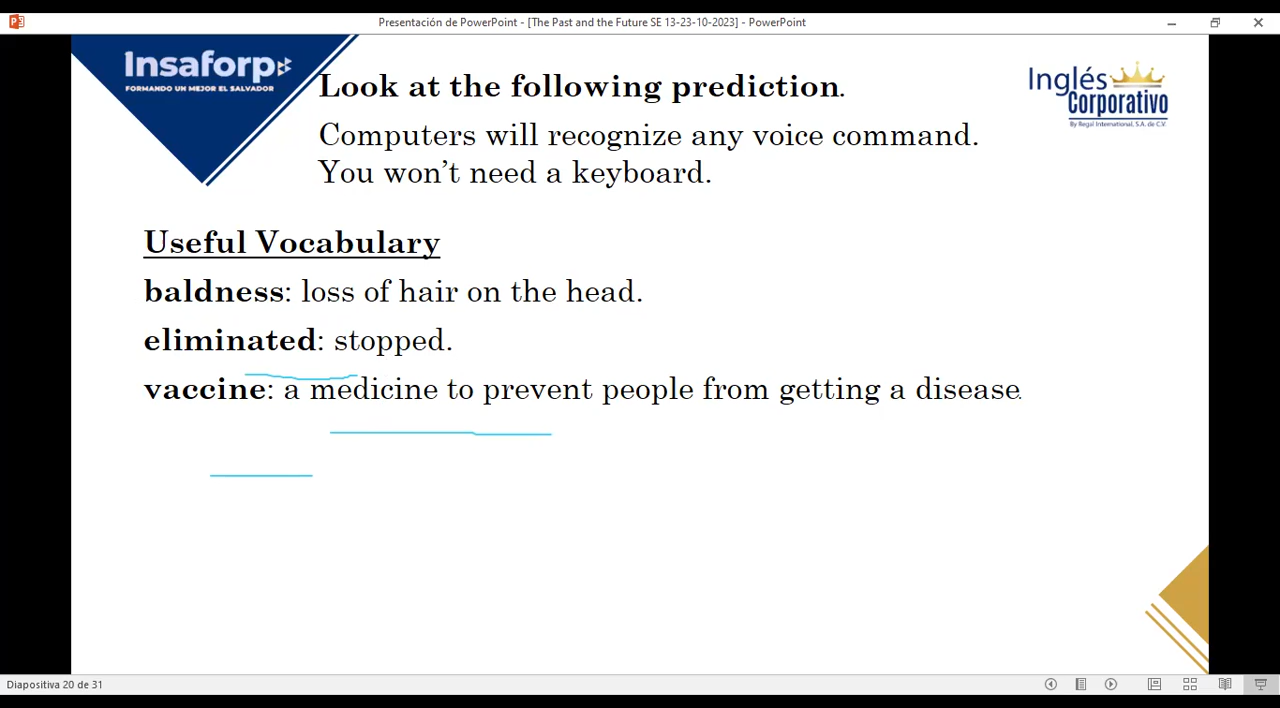 Presentación de PowerPoint - [The Past and the Future SE 13-23-10-2023] - PowerPoint
Insaforp
FORMANDO UN MEJOR EL SALVADOR
Inglés
Corporativo
By Regal International, S.A. de C.V.
Look at the following prediction.
Computers will recognize any voice command.
You won’t need a keyboard.
Useful Vocabulary
baldness: loss of hair on the head.
eliminated: stopped.
vaccine: a medicine to prevent people from getting a disease.
Diapositiva 20 de 31